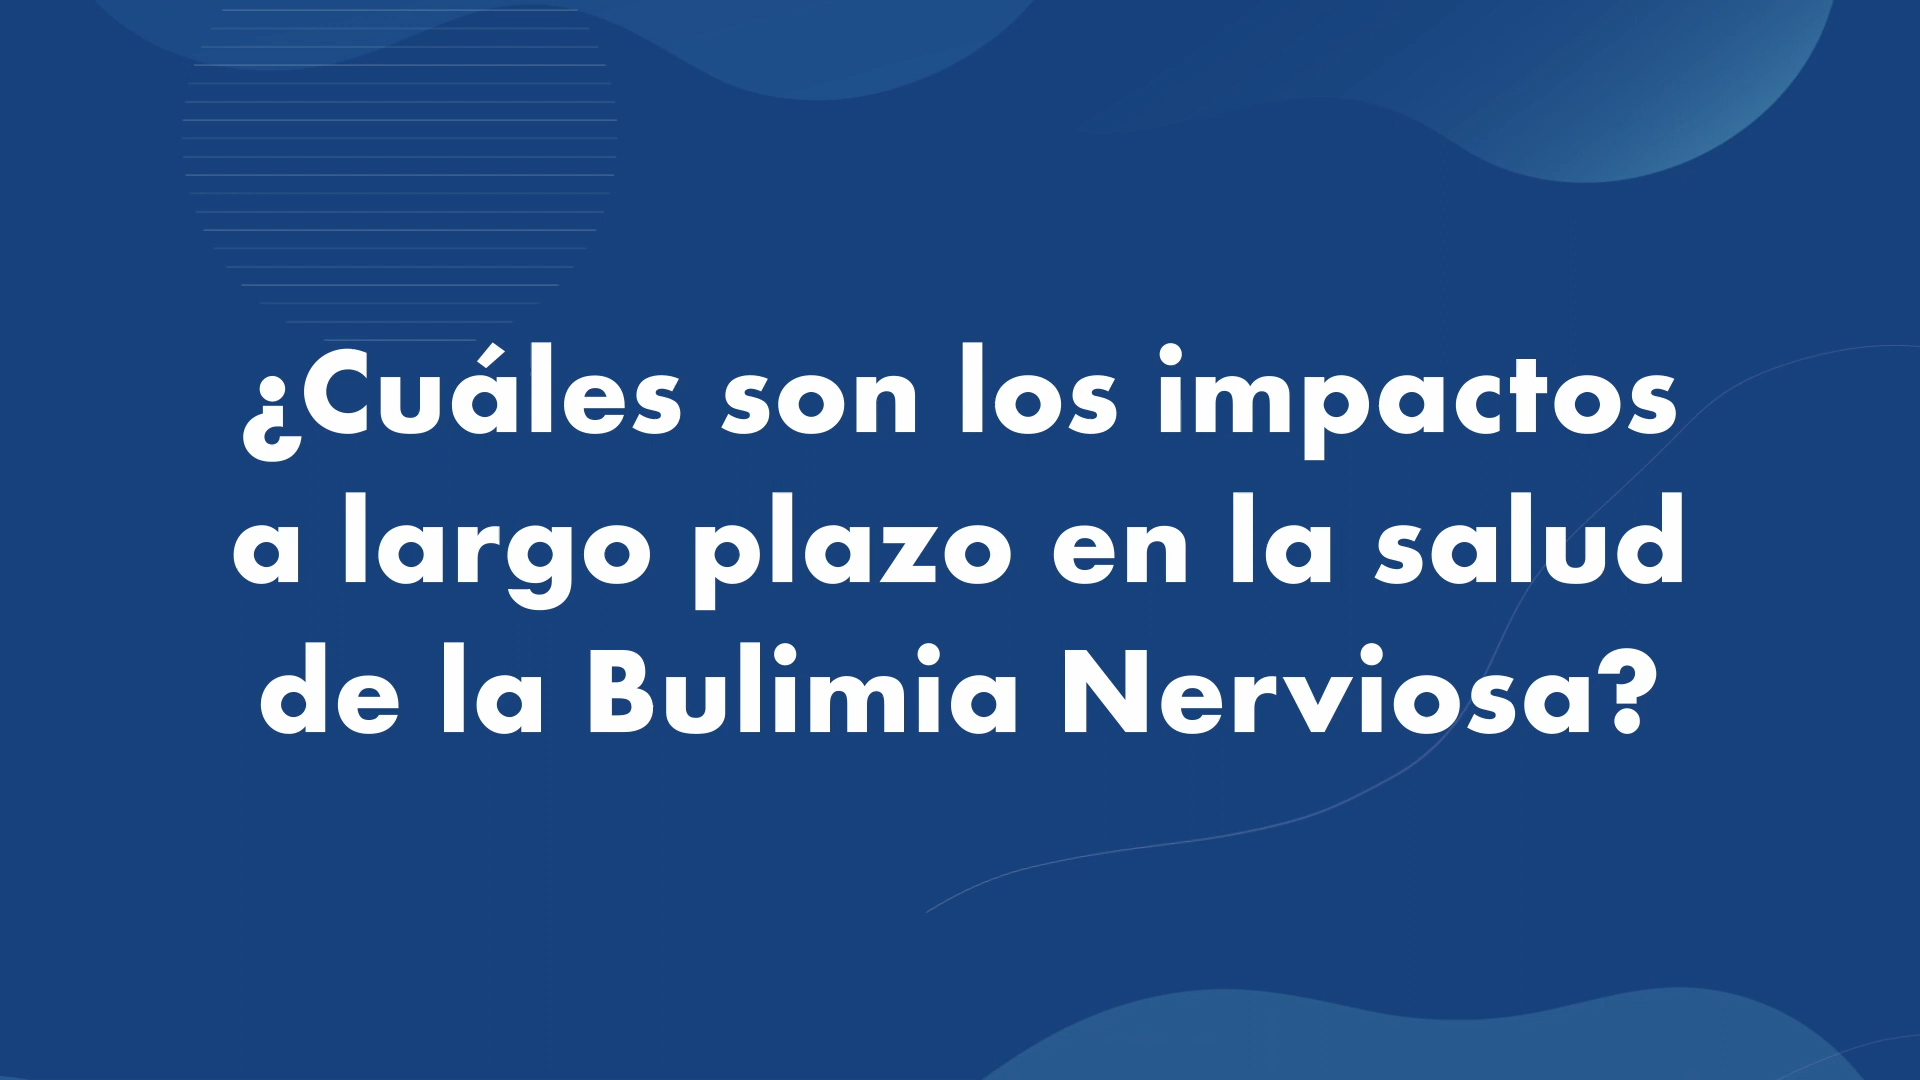 ¿Cuáles son los impactos
a largo plazo en la salud
de la Bulimia Nerviosa?